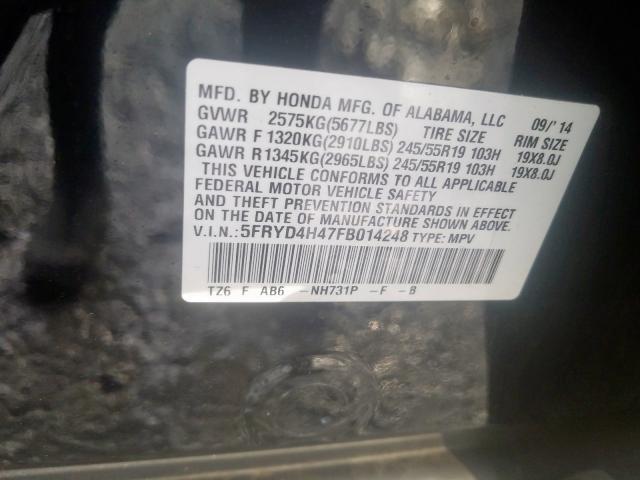 MFD. BY HONDA MFG. OF ALABAMA, LLC 09/'14
GVWR 2575KG(5677LBS) TIRE SIZE RIM SIZE
GAWR F 1320KG(2910LBS) 245/55R19 103H 19X8.0J
GAWR R1345KG(2965LBS) 245/55R19 103H 19X8.0J
THIS VEHICLE CONFORMS TO ALL APPLICABLE
FEDERAL MOTOR VEHICLE SAFETY
AND THEFT PREVENTION STANDARDS IN EFFECT
ON THE DATE OF MANUFACTURE SHOWN ABOVE.
V.I.N.:5FRYD4H47FB014248 TYPE: MPV
TZ6 F AB6 -NH731P -F -B